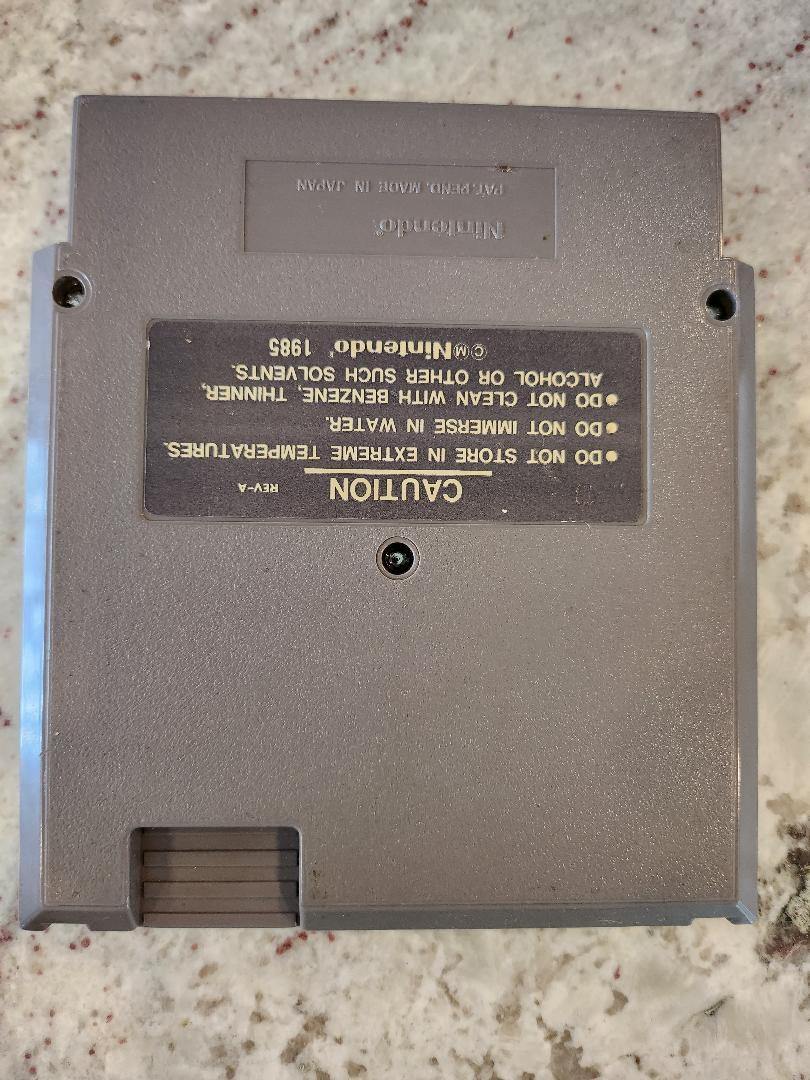 CAUTION
REV-A
● DO NOT STORE IN EXTREME TEMPERATURES.
● DO NOT IMMERSE IN WATER.
● DO NOT CLEAN WITH BENZENE, THINNER,
ALCOHOL OR OTHER SUCH SOLVENTS.
©ⓂNintendo® 1985
Nintendo®
PAT. PEND. MADE IN JAPAN